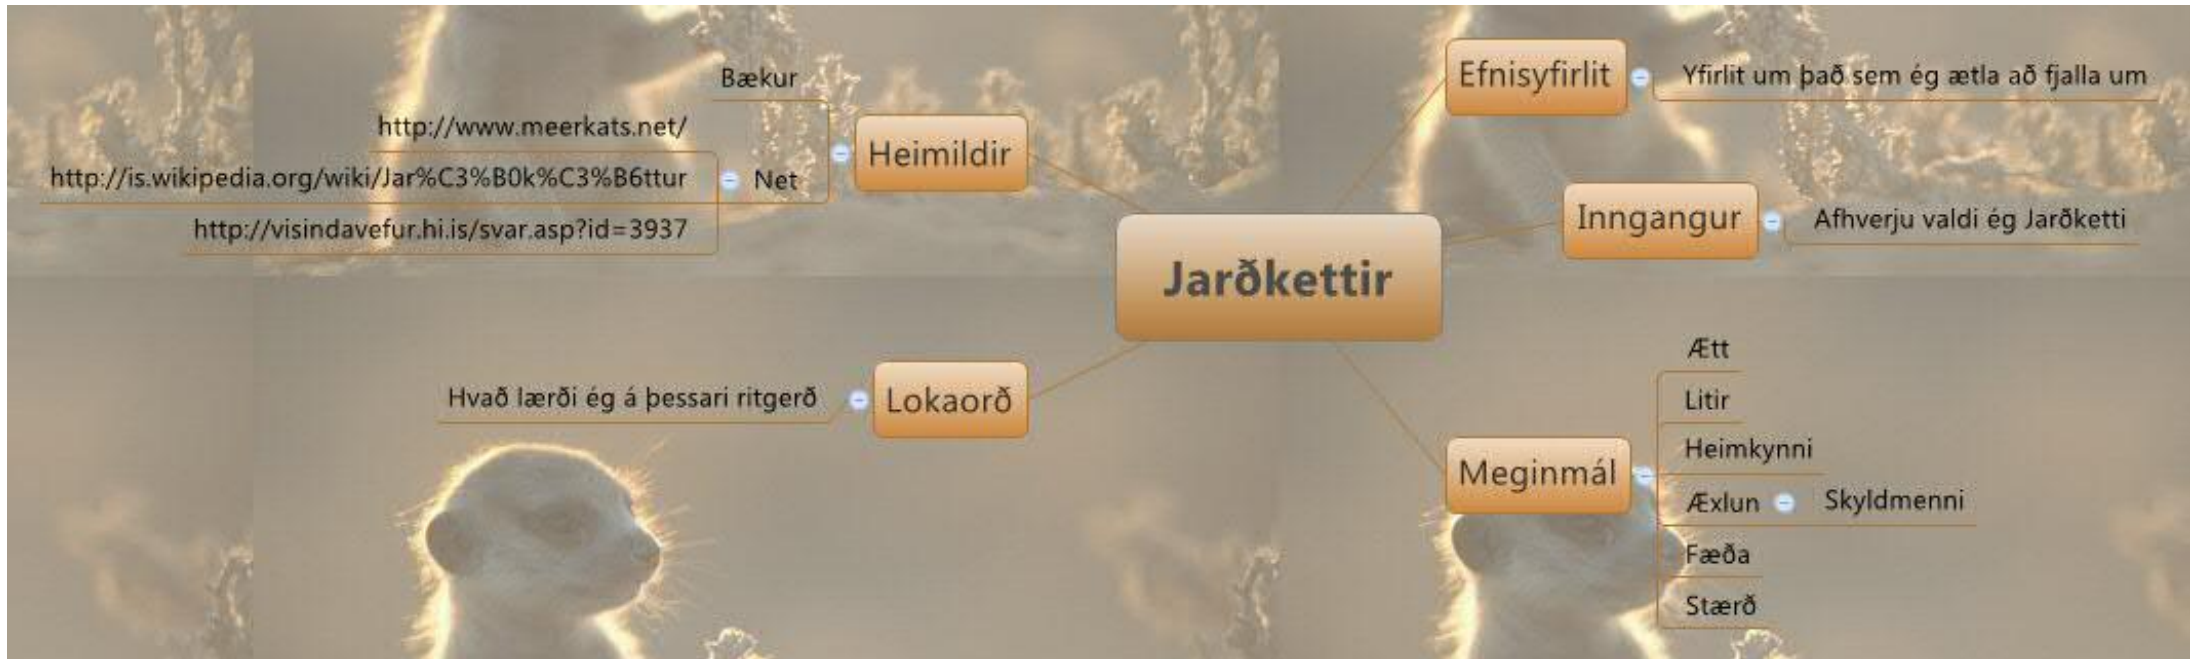 Jarðkettir
Efnisyfirlit
Yfirlit um það sem ég ætla að fjalla um
Inngangur
Afhverju valdi ég Jarðketti
Meginmál
Ætt
Litir
Heimkynni
Æxlun
Skyldmenni
Fæða
Stærð
Lokaorð
Hvað lærði ég á þessari ritgerð
Heimildir
Bækur
Net
http://www.meerkats.net/
http://is.wikipedia.org/wiki/Jar%C3%B0k%C3%B6ttur
http://visindavefur.hi.is/svar.asp?id=3937